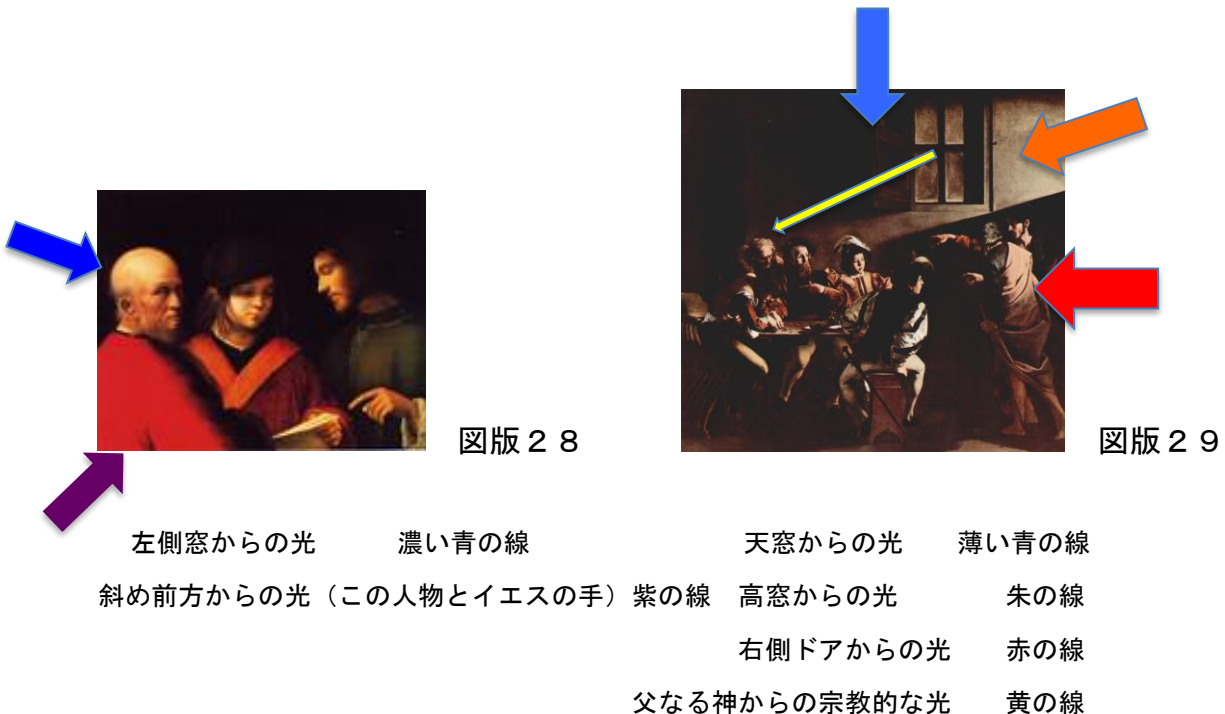 図版２８
図版２９
左側窓からの光　濃い青の線
斜め前方からの光（この人物とイエスの手）紫の線
天窓からの光　薄い青の線
高窓からの光　朱の線
右側ドアからの光　赤の線
父なる神からの宗教的な光　黄の線